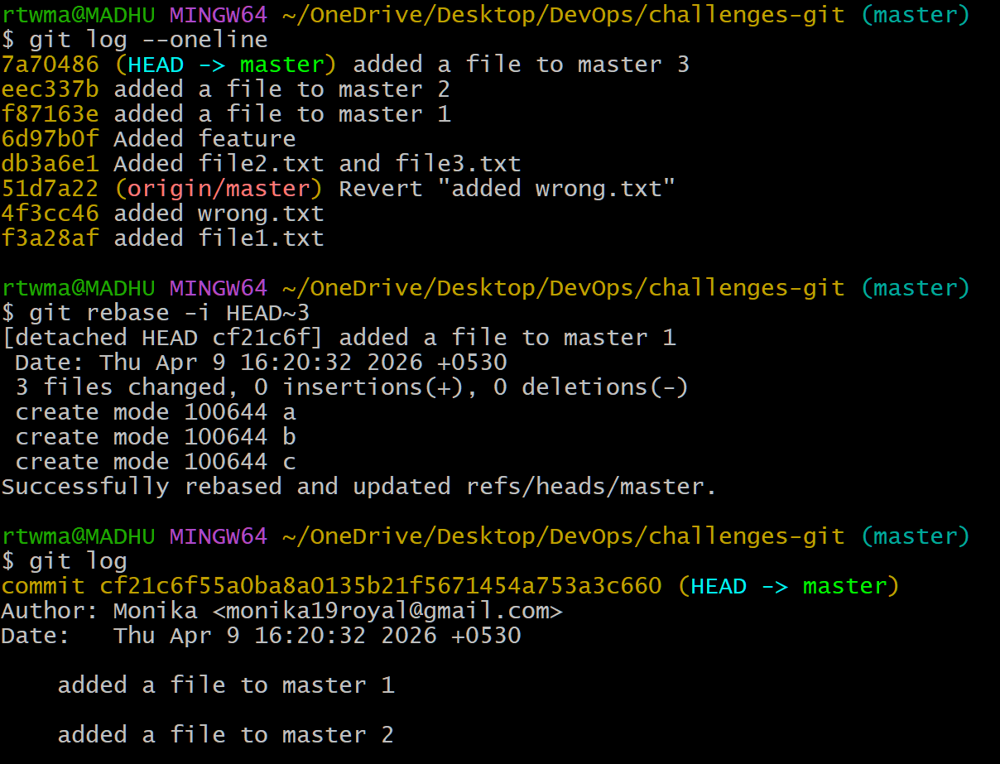 rtwma@MADHU MINGW64 ~/OneDrive/Desktop/DevOps/challenges-git (master)
$ git log --oneline
7a70486 (HEAD -> master) added a file to master 3
eec337b added a file to master 2
f87163e added a file to master 1
6d97b0f Added feature
db3a6e1 Added file2.txt and file3.txt
51d7a22 (origin/master) Revert "added wrong.txt"
4f3cc46 added wrong.txt
f3a28af added file1.txt
rtwma@MADHU MINGW64 ~/OneDrive/Desktop/DevOps/challenges-git (master)
$ git rebase -i HEAD~3
[detached HEAD cf21c6f] added a file to master 1
 Date: Thu Apr 9 16:20:32 2026 +0530
 3 files changed, 0 insertions(+), 0 deletions(-)
 create mode 100644 a
 create mode 100644 b
 create mode 100644 c
Successfully rebased and updated refs/heads/master.
rtwma@MADHU MINGW64 ~/OneDrive/Desktop/DevOps/challenges-git (master)
$ git log
commit cf21c6f55a0ba8a0135b21f5671454a753a3c660 (HEAD -> master)
Author: Monika <monika19royal@gmail.com>
Date:   Thu Apr 9 16:20:32 2026 +0530
    added a file to master 1
    added a file to master 2